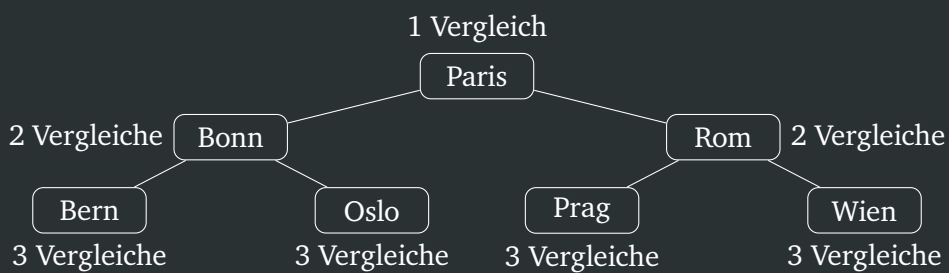 1 Vergleich
Paris
2 Vergleiche Bonn Rom 2 Vergleiche
Bern Oslo Prag Wien
3 Vergleiche 3 Vergleiche 3 Vergleiche 3 Vergleiche